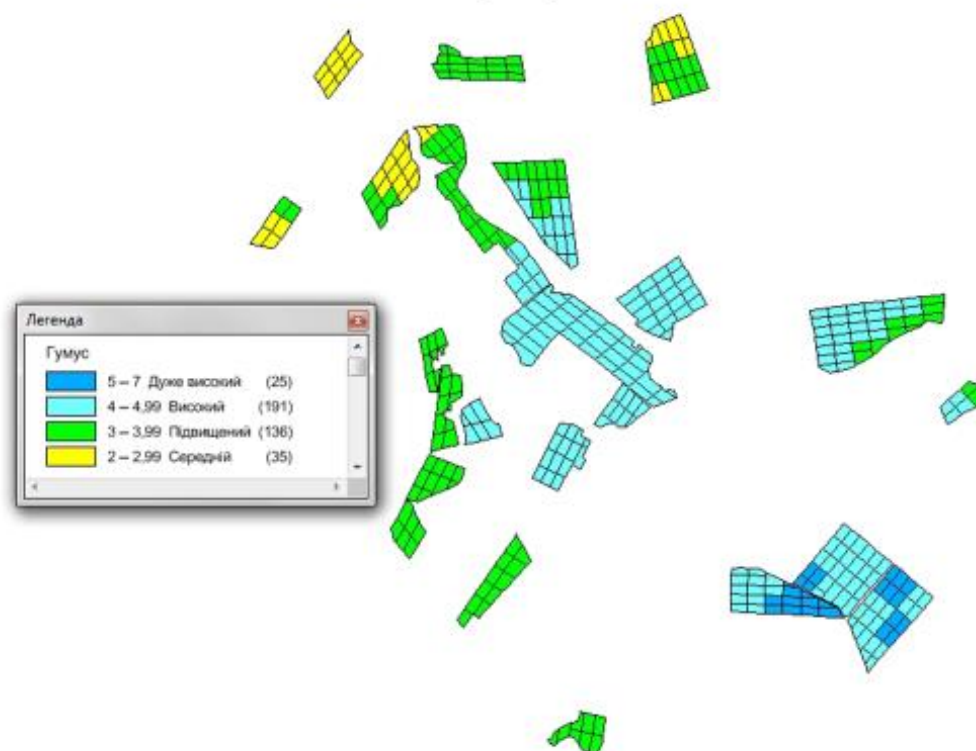 Легенда
Гумус
5 – 7 Дуже високий (25)
4 – 4,99 Високий (191)
3 – 3,99 Підвищений (136)
2 – 2,99 Середній (35)